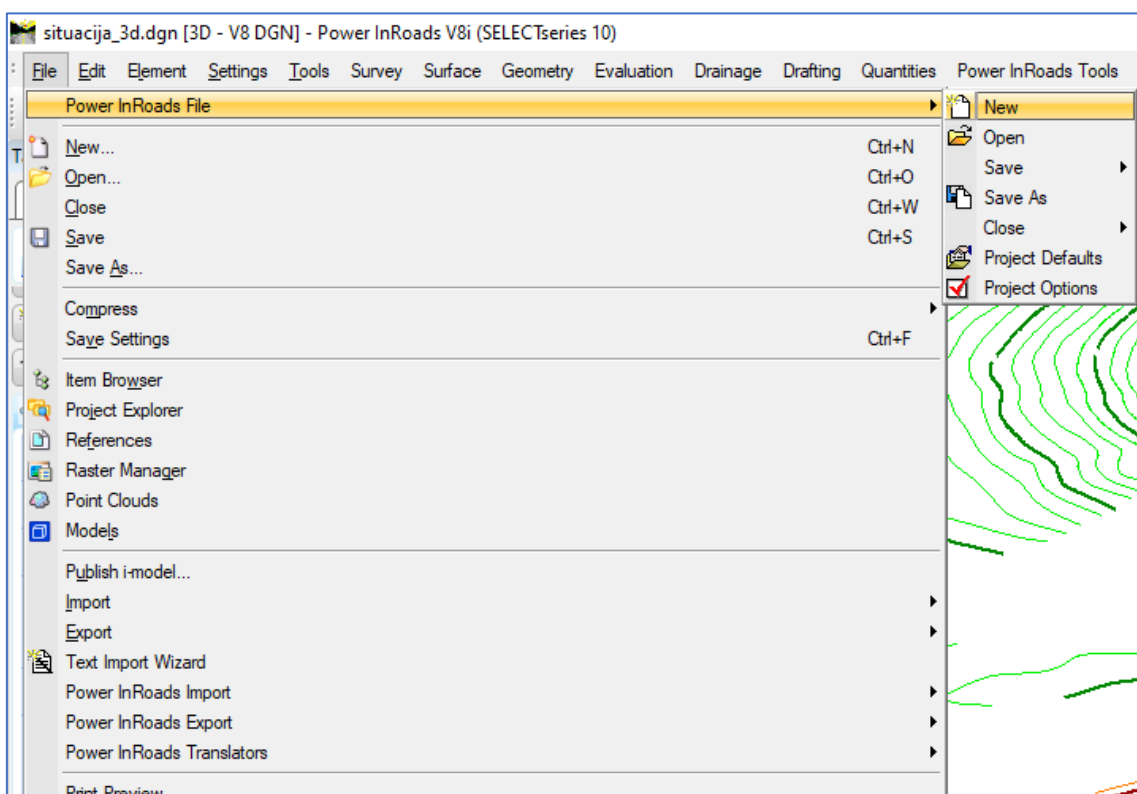 situacija_3d.dgn [3D - V8 DGN] - Power InRoads V8i (SELECTseries 10)
File Edit Element Settings Tools Survey Surface Geometry Evaluation Drainage Drafting Quantities Power InRoads Tools
Power InRoads File
New
New... Ctrl+N
Open
Open... Ctrl+O
Save
Close Ctrl+W
Save As
Save Ctrl+S
Close
Save As...
Project Defaults
Project Options
Compress
Save Settings Ctrl+F
Item Browser
Project Explorer
References
Raster Manager
Point Clouds
Models
Publish i-model...
Import
Export
Text Import Wizard
Power InRoads Import
Power InRoads Export
Power InRoads Translators
Print Preview